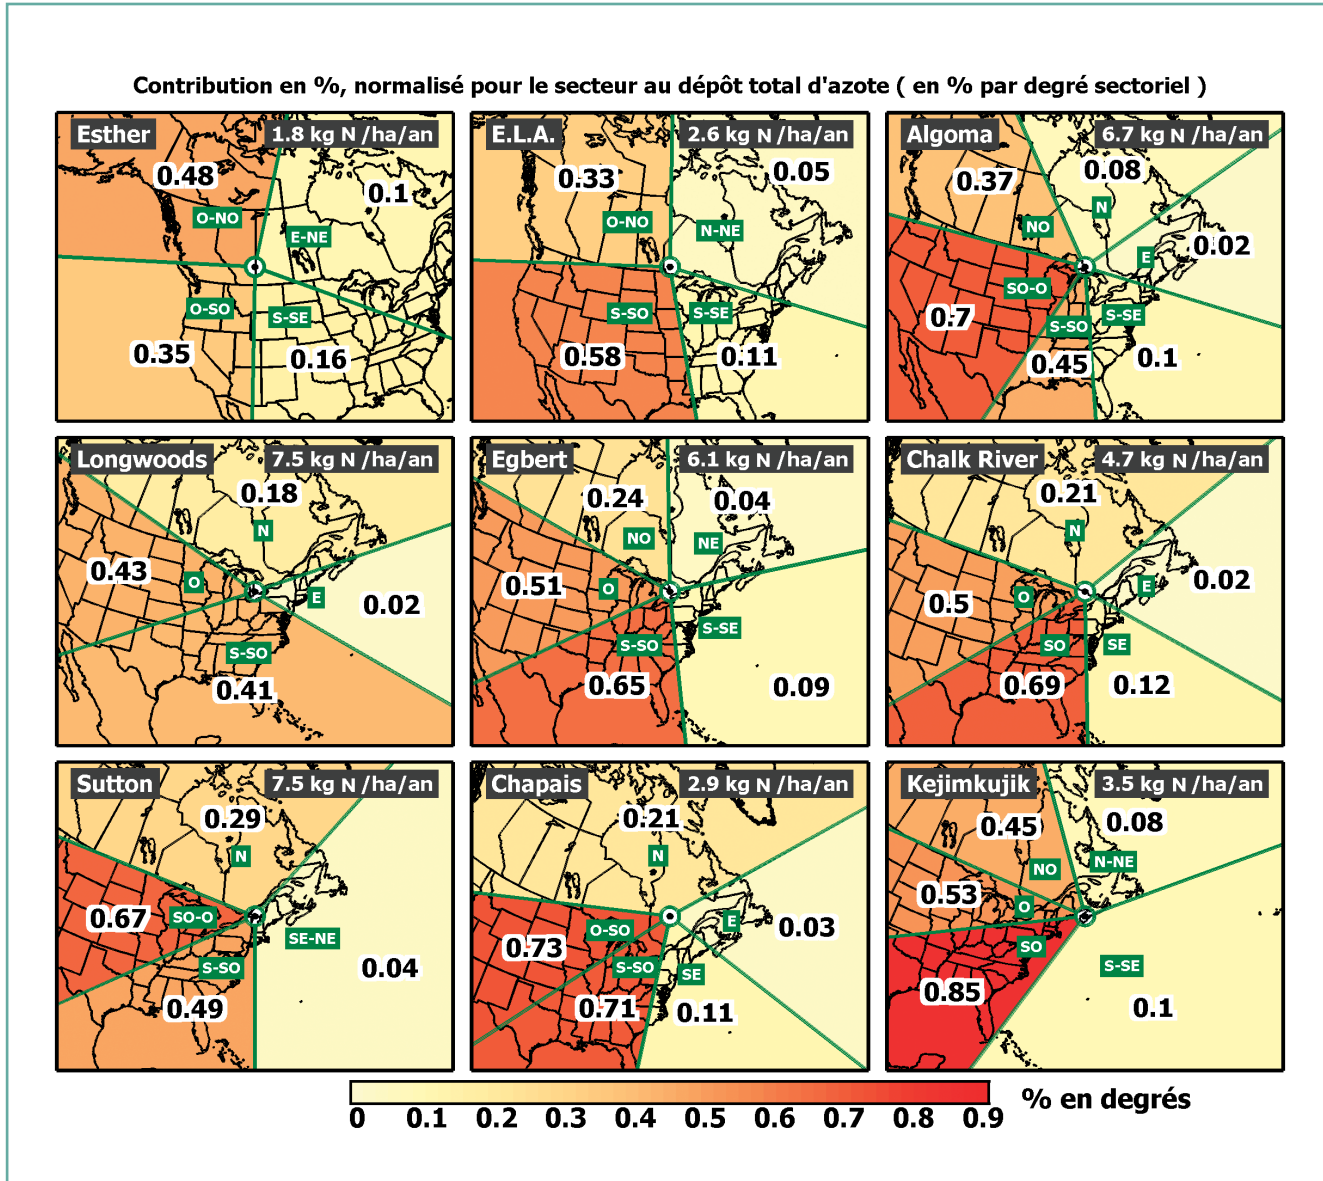 Contribution en %, normalisé pour le secteur au dépôt total d'azote ( en % par degré sectoriel )
Esther
1.8 kg N /ha/an
0.48
0.1
O-NO
E-NE
O-SO
S-SE
0.35
0.16
E.L.A.
2.6 kg N /ha/an
0.33
0.05
O-NO
N-NE
S-SO
S-SE
0.58
0.11
Algoma
6.7 kg N /ha/an
0.37
0.08
N
NO
0.02
E
SO-O
0.7
S-SO
S-SE
0.45
0.1
Longwoods
7.5 kg N /ha/an
0.18
N
0.43
O
E
0.02
S-SO
0.41
Egbert
6.1 kg N /ha/an
0.24
0.04
NO
NE
0.51
O
S-SE
S-SO
0.65
0.09
Chalk River
4.7 kg N /ha/an
0.21
N
0.02
E
0.5
O
SO
SE
0.69
0.12
Sutton
7.5 kg N /ha/an
0.29
N
0.67
SO-O
SE-NE
S-SO
0.04
0.49
Chapais
2.9 kg N /ha/an
0.21
N
E
0.03
O-SO
0.73
S-SO
SE
0.71
0.11
Kejimkujik
3.5 kg N /ha/an
0.45
0.08
NO
N-NE
0.53
O
SO
S-SE
0.85
0.1
0 0.1 0.2 0.3 0.4 0.5 0.6 0.7 0.8 0.9
% en degrés